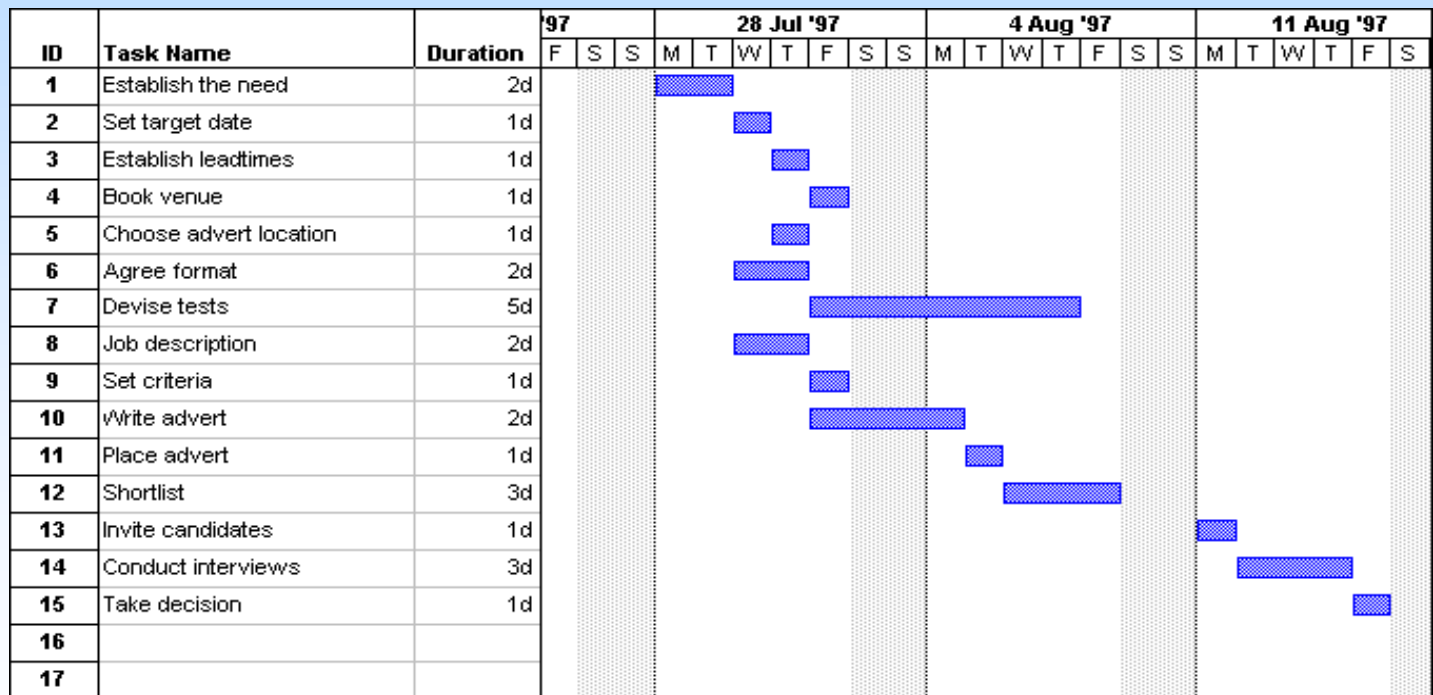 '97 28 Jul '97 4 Aug '97 11 Aug '97
ID Task Name Duration F S S M T W T F S S M T W T F S S M T W T F S
1 Establish the need 2d
2 Set target date 1d
3 Establish leadtimes 1d
4 Book venue 1d
5 Choose advert location 1d
6 Agree format 2d
7 Devise tests 5d
8 Job description 2d
9 Set criteria 1d
10 Write advert 2d
11 Place advert 1d
12 Shortlist 3d
13 Invite candidates 1d
14 Conduct interviews 3d
15 Take decision 1d
16
17